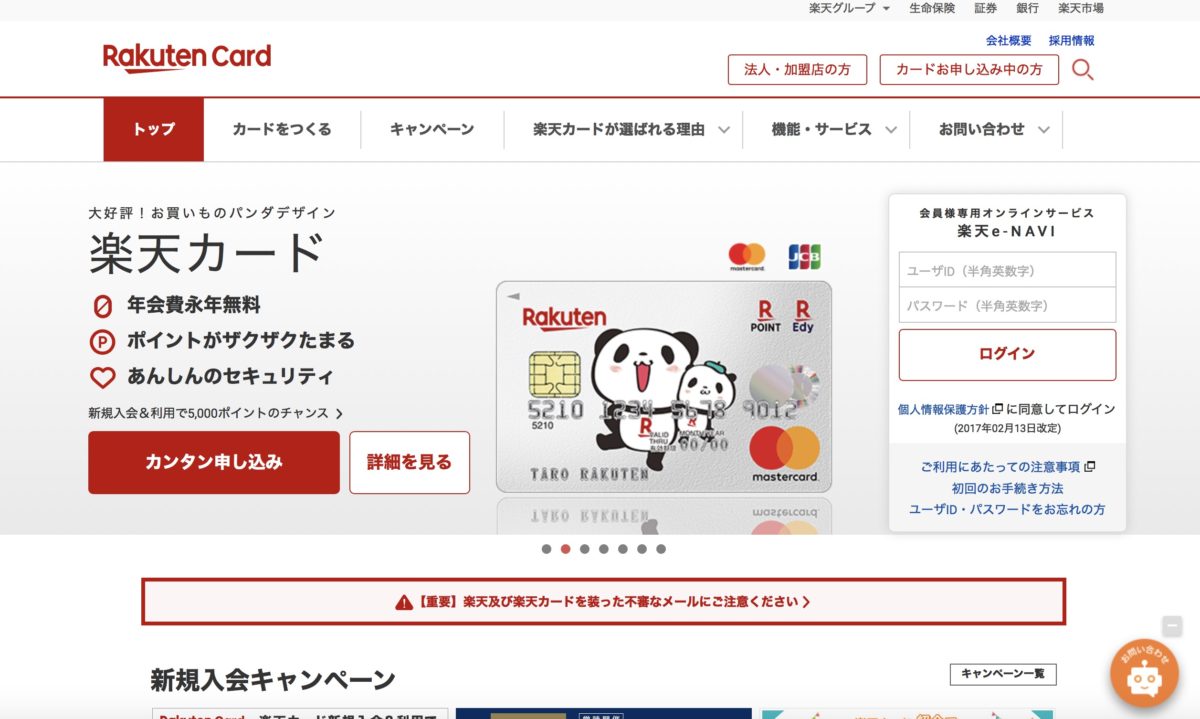 楽天グループ 生命保険 証券 銀行 楽天市場
Rakuten Card
会社概要 採用情報
法人・加盟店の方 カードお申し込み中の方
トップ カードをつくる キャンペーン 楽天カードが選ばれる理由 機能・サービス お問い合わせ
大好評！お買いものパンダデザイン
楽天カード
0 年会費永年無料
P ポイントがザクザクたまる
あんしんのセキュリティ
新規入会＆利用で5,000ポイントのチャンス
カンタン申し込み 詳細を見る
mastercard. JCB
Rakuten
R POINT R Edy
5210 1234 5678 9012
5210
R
VALID THRU
MONTH/YEAR
00/00
TARO RAKUTEN
mastercard.
会員様専用オンラインサービス
楽天e-NAVI
ユーザID（半角英数字）
パスワード（半角英数字）
ログイン
個人情報保護方針 に同意してログイン
(2017年02月13日改定)
ご利用にあたっての注意事項
初回のお手続き方法
ユーザID・パスワードをお忘れの方
【重要】楽天及び楽天カードを装った不審なメールにご注意ください
新規入会キャンペーン
キャンペーン一覧
お問い合わせ
Rakuten Card 楽天カード新規入会＆利用で